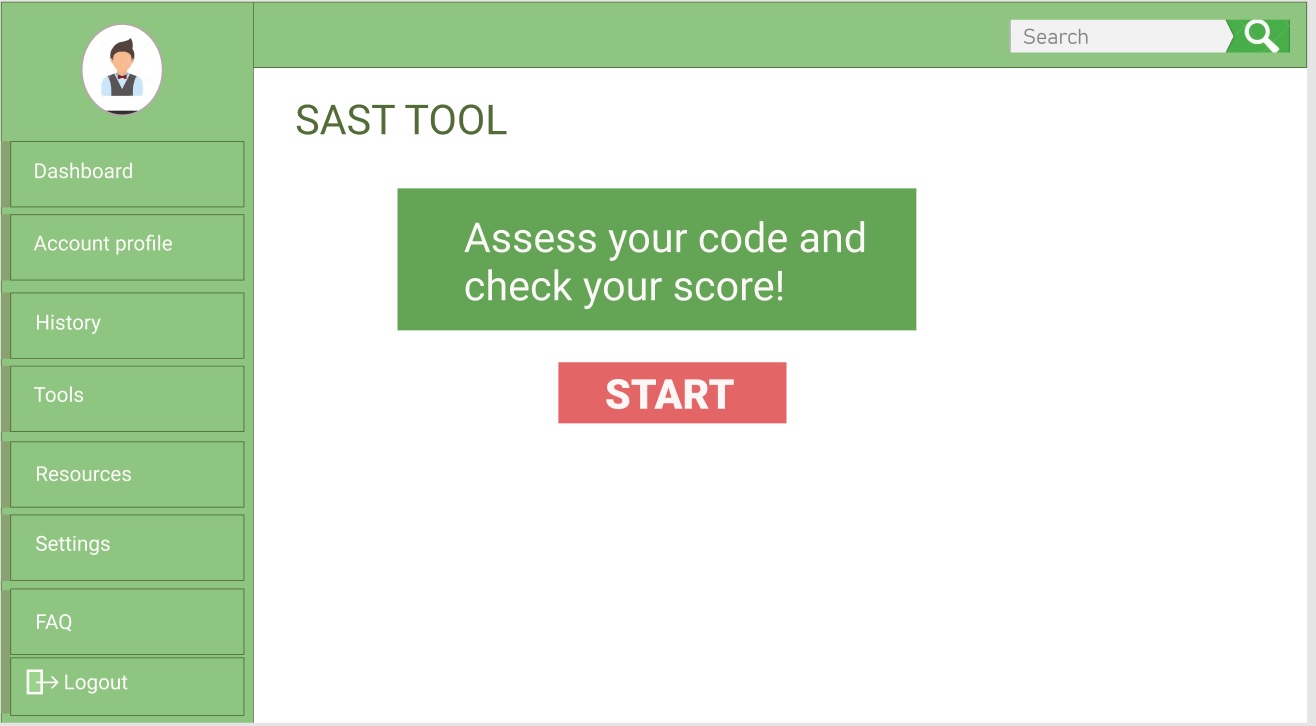 Search
SAST TOOL
Dashboard
Account profile
History
Tools
Resources
Settings
FAQ
Logout
Assess your code and
check your score!
START